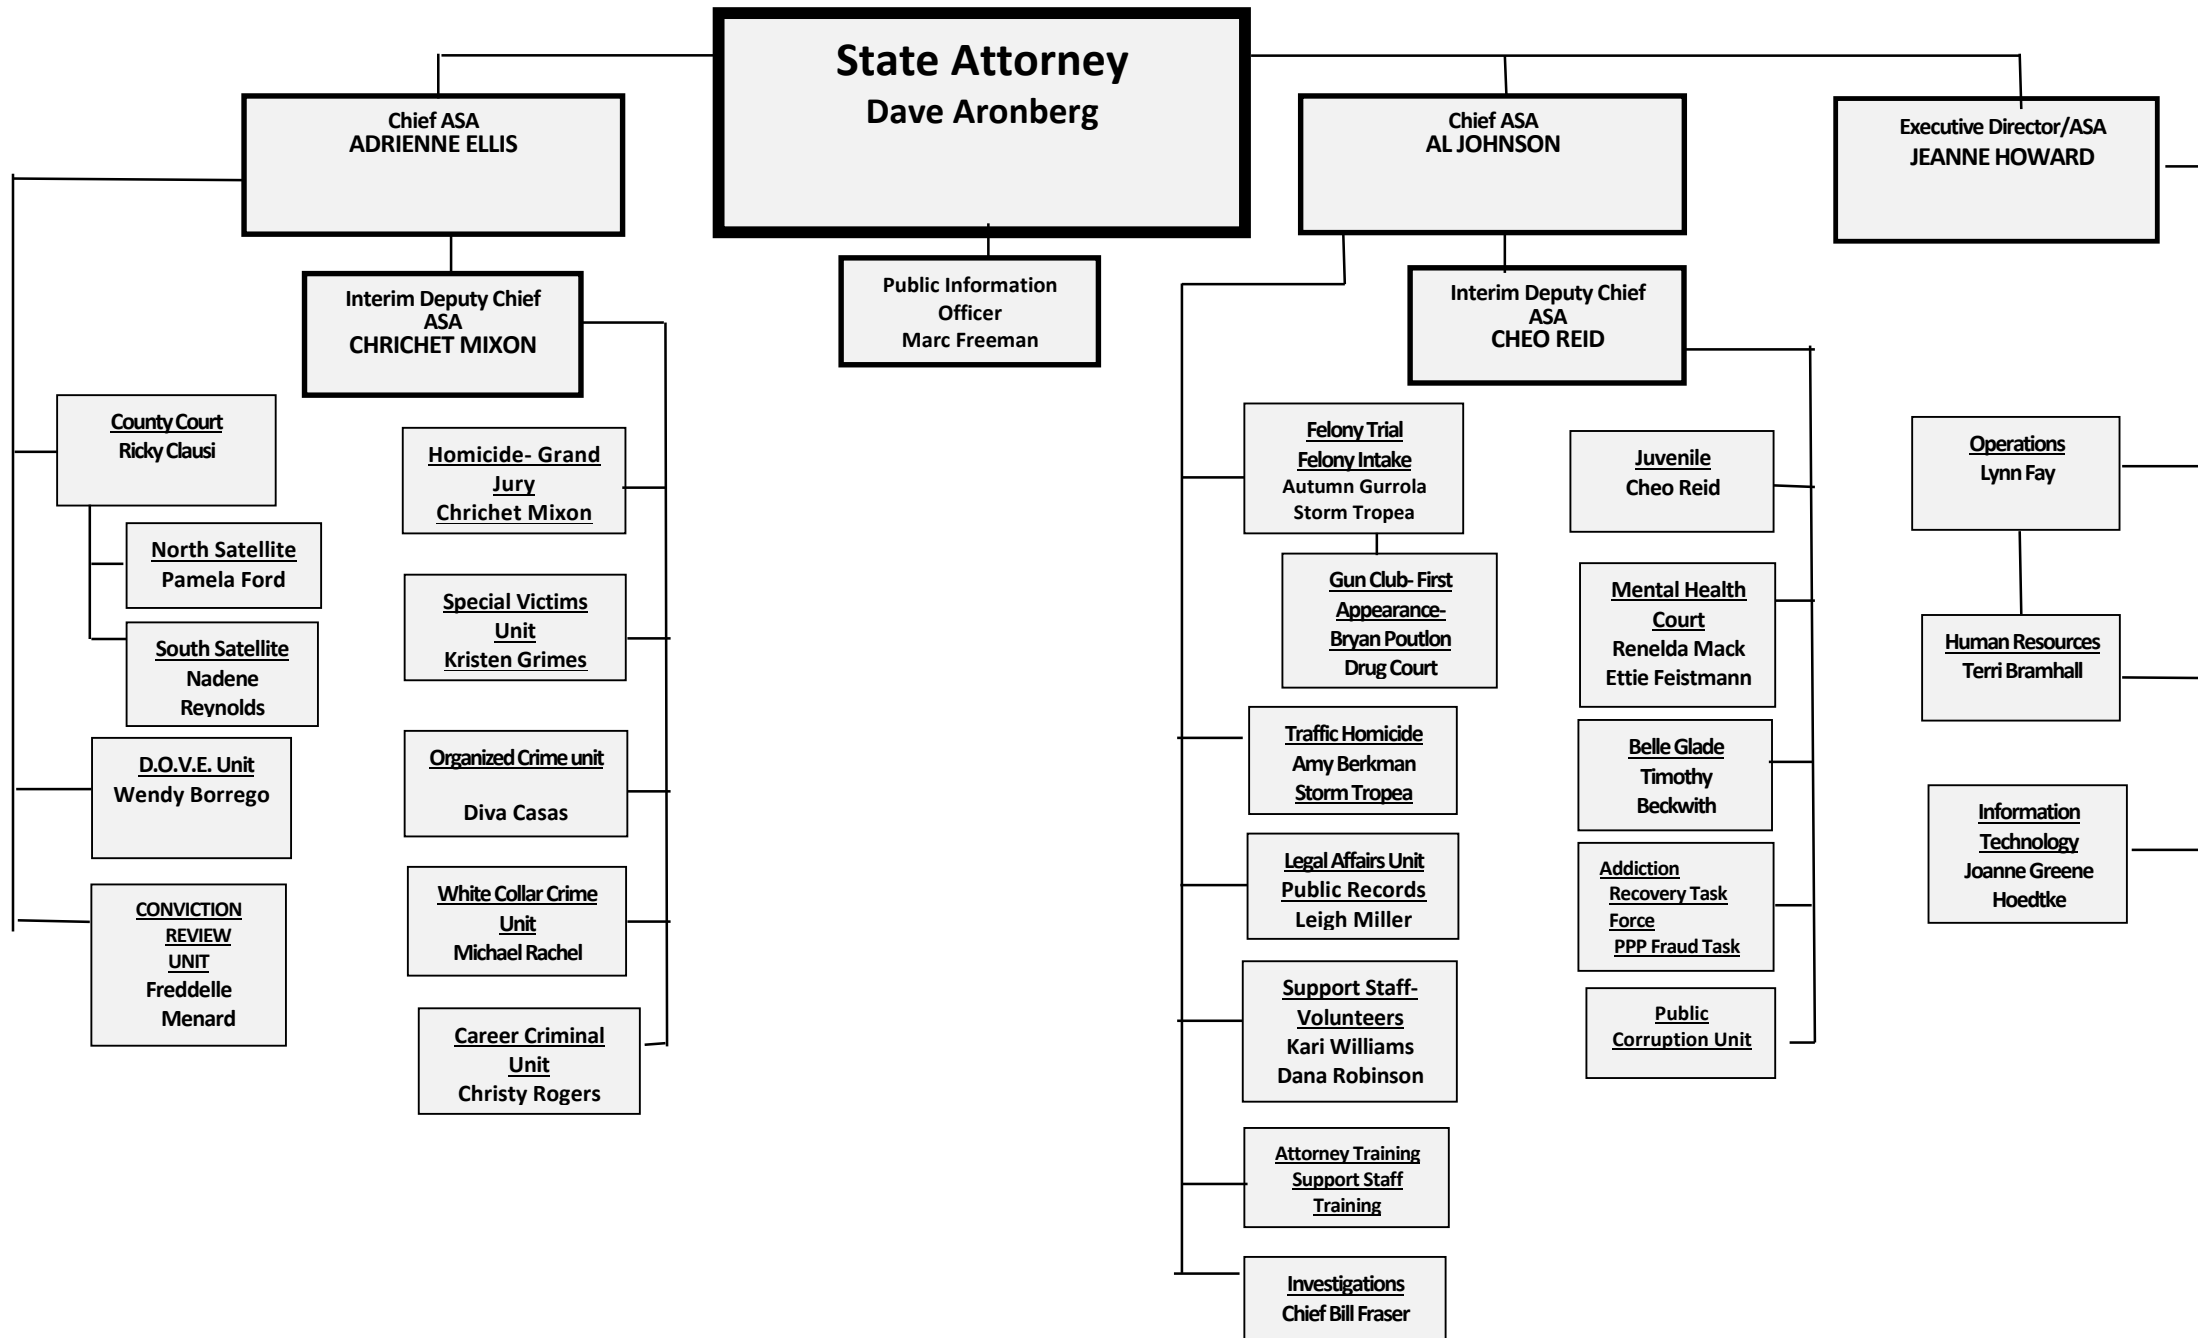 State Attorney
Dave Aronberg
Chief ASA
ADRIENNE ELLIS
Chief ASA
AL JOHNSON
Executive Director/ASA
JEANNE HOWARD
Interim Deputy Chief
ASA
CHRICHET MIXON
Public Information
Officer
Marc Freeman
Interim Deputy Chief
ASA
CHEO REID
County Court
Ricky Clausi
North Satellite
Pamela Ford
South Satellite
Nadene
Reynolds
D.O.V.E. Unit
Wendy Borrego
CONVICTION
REVIEW
UNIT
Freddelle
Menard
Homicide- Grand
Jury
Chrichet Mixon
Special Victims
Unit
Kristen Grimes
Organized Crime unit
Diva Casas
White Collar Crime
Unit
Michael Rachel
Career Criminal
Unit
Christy Rogers
Felony Trial
Felony Intake
Autumn Gurrola
Storm Tropea
Gun Club- First
Appearance-
Bryan Poutlon
Drug Court
Traffic Homicide
Amy Berkman
Storm Tropea
Legal Affairs Unit
Public Records
Leigh Miller
Support Staff-
Volunteers
Kari Williams
Dana Robinson
Attorney Training
Support Staff
Training
Investigations
Chief Bill Fraser
Juvenile
Cheo Reid
Mental Health
Court
Renelda Mack
Ettie Feistmann
Belle Glade
Timothy
Beckwith
Addiction
Recovery Task
Force
PPP Fraud Task
Public
Corruption Unit
Operations
Lynn Fay
Human Resources
Terri Bramhall
Information
Technology
Joanne Greene
Hoedtke